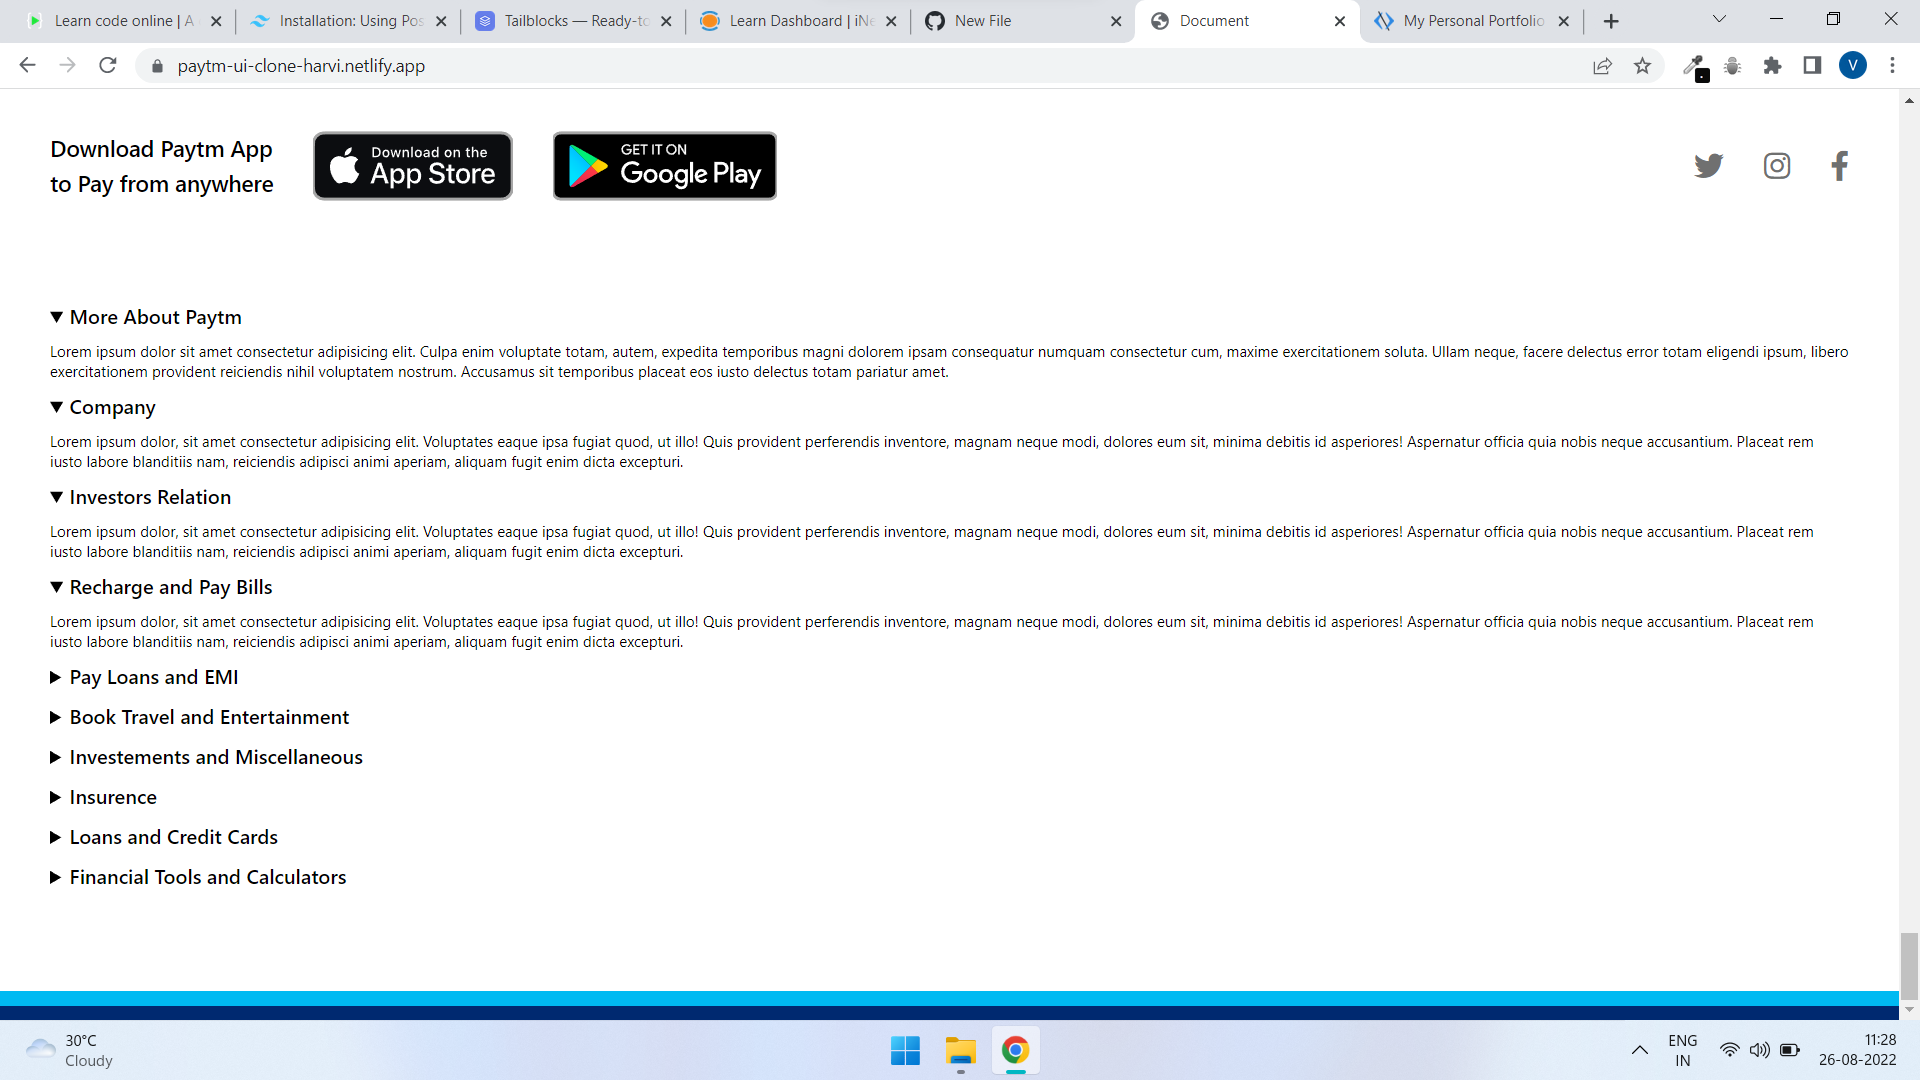 Learn code online | A
Installation: Using Pos
Tailblocks — Ready-to
Learn Dashboard | iNe
New File
Document
My Personal Portfolio
paytm-ui-clone-harvi.netlify.app
V
Download Paytm App
to Pay from anywhere
Download on the
App Store
GET IT ON
Google Play
More About Paytm
Lorem ipsum dolor sit amet consectetur adipisicing elit. Culpa enim voluptate totam, autem, expedita temporibus magni dolorem ipsam consequatur numquam consectetur cum, maxime exercitationem soluta. Ullam neque, facere delectus error totam eligendi ipsum, libero
exercitationem provident reiciendis nihil voluptatem nostrum. Accusamus sit temporibus placeat eos iusto delectus totam pariatur amet.
Company
Lorem ipsum dolor, sit amet consectetur adipisicing elit. Voluptates eaque ipsa fugiat quod, ut illo! Quis provident perferendis inventore, magnam neque modi, dolores eum sit, minima debitis id asperiores! Aspernatur officia quia nobis neque accusantium. Placeat rem
iusto labore blanditiis nam, reiciendis adipisci animi aperiam, aliquam fugit enim dicta excepturi.
Investors Relation
Lorem ipsum dolor, sit amet consectetur adipisicing elit. Voluptates eaque ipsa fugiat quod, ut illo! Quis provident perferendis inventore, magnam neque modi, dolores eum sit, minima debitis id asperiores! Aspernatur officia quia nobis neque accusantium. Placeat rem
iusto labore blanditiis nam, reiciendis adipisci animi aperiam, aliquam fugit enim dicta excepturi.
Recharge and Pay Bills
Lorem ipsum dolor, sit amet consectetur adipisicing elit. Voluptates eaque ipsa fugiat quod, ut illo! Quis provident perferendis inventore, magnam neque modi, dolores eum sit, minima debitis id asperiores! Aspernatur officia quia nobis neque accusantium. Placeat rem
iusto labore blanditiis nam, reiciendis adipisci animi aperiam, aliquam fugit enim dicta excepturi.
Pay Loans and EMI
Book Travel and Entertainment
Investements and Miscellaneous
Insurence
Loans and Credit Cards
Financial Tools and Calculators
30°C
Cloudy
ENG
IN
11:28
26-08-2022